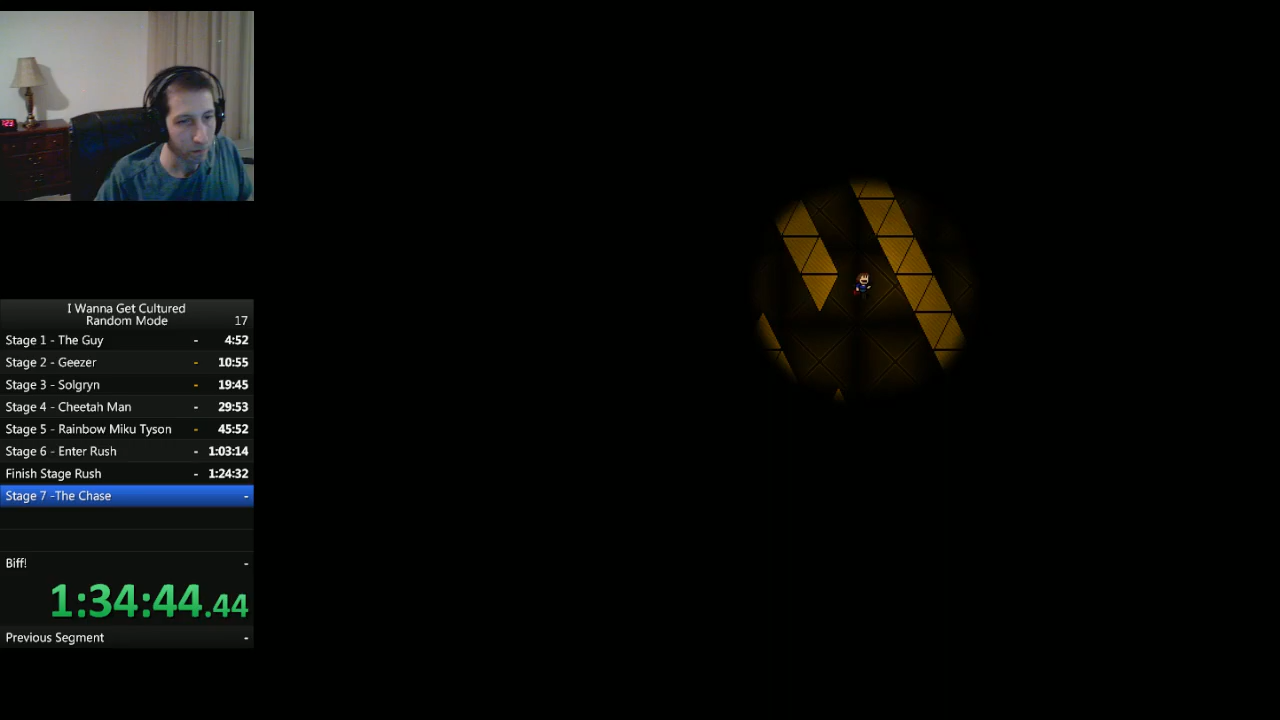 I Wanna Get Cultured
Random Mode 17
Stage 1 - The Guy - 4:52
Stage 2 - Geezer - 10:55
Stage 3 - Solgryn - 19:45
Stage 4 - Cheetah Man - 29:53
Stage 5 - Rainbow Miku Tyson - 45:52
Stage 6 - Enter Rush - 1:03:14
Finish Stage Rush - 1:24:32
Stage 7 -The Chase -
Biff! -
1:34:44.44
Previous Segment -